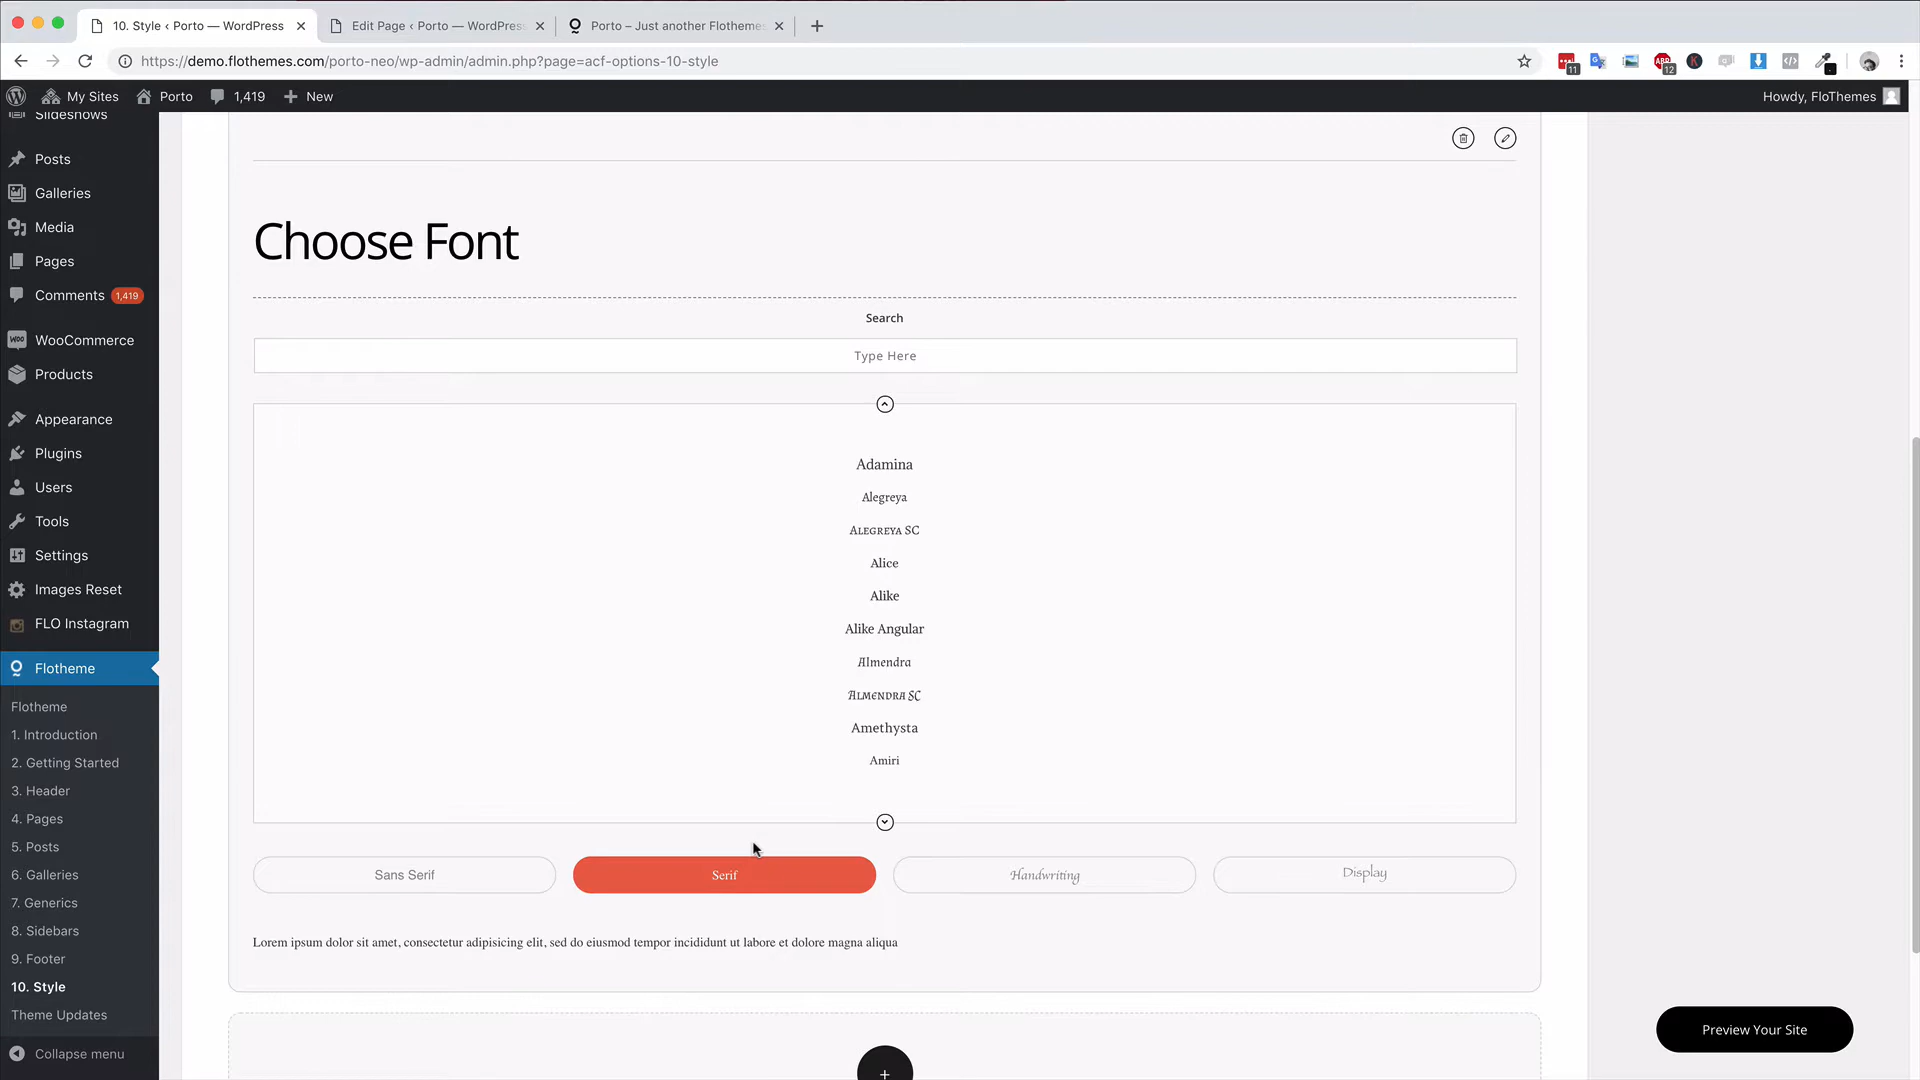 10. Style ‹ Porto — WordPress
Edit Page ‹ Porto — WordPress
Porto – Just another Flothemes
https://demo.flothemes.com/porto-neo/wp-admin/admin.php?page=acf-options-10-style
11
ABP
12
K
My Sites
Porto
1,419
New
Howdy, FloThemes
Slideshows
Posts
Galleries
Media
Pages
Comments 1,419
WooCommerce
Products
Appearance
Plugins
Users
Tools
Settings
Images Reset
FLO Instagram
Flotheme
Flotheme
1. Introduction
2. Getting Started
3. Header
4. Pages
5. Posts
6. Galleries
7. Generics
8. Sidebars
9. Footer
10. Style
Theme Updates
Collapse menu
Choose Font
Search
Type Here
Adamina
Alegreya
Alegreya SC
Alice
Alike
Alike Angular
Almendra
Almendra SC
Amethysta
Amiri
Sans Serif
Serif
Handwriting
Display
Lorem ipsum dolor sit amet, consectetur adipisicing elit, sed do eiusmod tempor incididunt ut labore et dolore magna aliqua
Preview Your Site